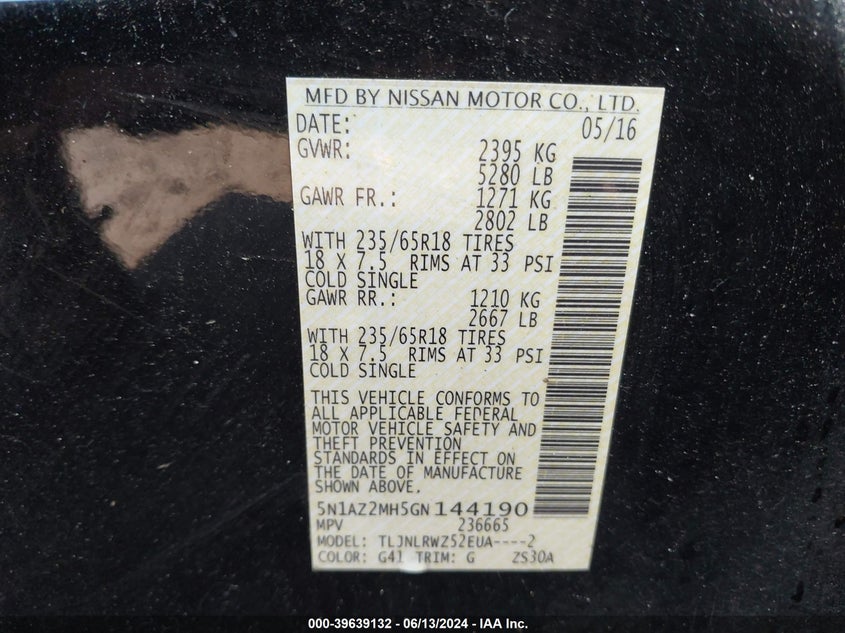 MFD BY NISSAN MOTOR CO., LTD.
DATE: 05/16
GVWR: 2395 KG
5280 LB
GAWR FR.: 1271 KG
2802 LB
WITH 235/65R18 TIRES
18 X 7.5 RIMS AT 33 PSI
COLD SINGLE
GAWR RR.: 1210 KG
2667 LB
WITH 235/65R18 TIRES
18 X 7.5 RIMS AT 33 PSI
COLD SINGLE
THIS VEHICLE CONFORMS TO
ALL APPLICABLE FEDERAL
MOTOR VEHICLE SAFETY AND
THEFT PREVENTION
STANDARDS IN EFFECT ON
THE DATE OF MANUFACTURE
SHOWN ABOVE.
5N1AZ2MH5GN144190
MPV 236665
MODEL: TLJNLRWZ52EUA----2
COLOR: G41 TRIM: G ZS30A
000-39639132 - 06/13/2024 - IAA Inc.